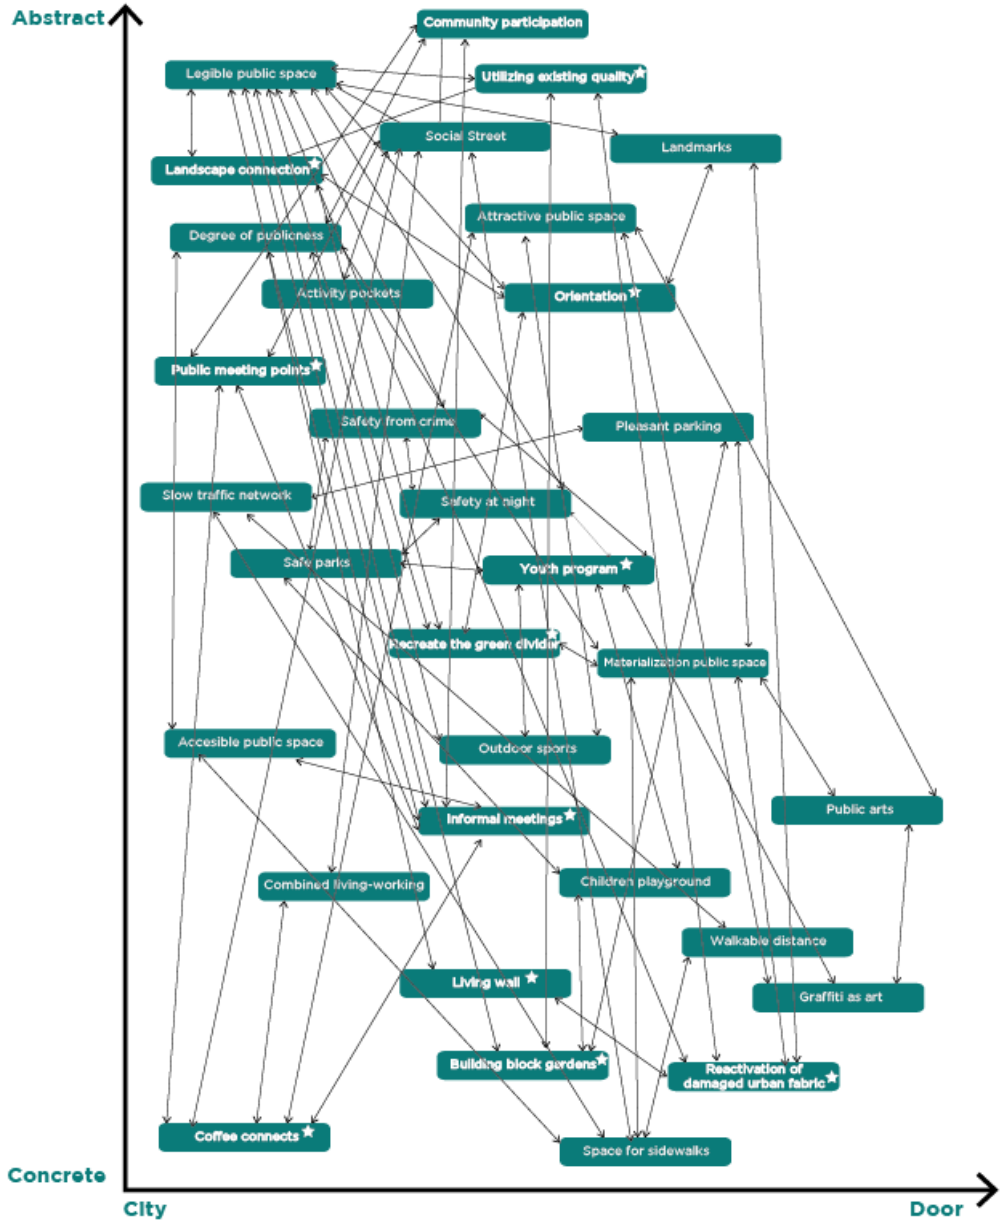 Abstract
Community participation
Legible public space
Utilizing existing quality
Social Street
Landmarks
Landscape connection
Attractive public space
Degree of publicness
Activity pockets
Orientation
Public meeting points
Safety from crime
Pleasant parking
Slow traffic network
Safety at night
Safe parks
Youth program
Recreate the green divider
Materialization public space
Accesible public space
Outdoor sports
Public arts
Informal meetings
Combined living-working
Children playground
Walkable distance
Living wall
Graffiti as art
Building block gardens
Reactivation of
damaged urban fabric
Coffee connects
Space for sidewalks
Concrete
City
Door